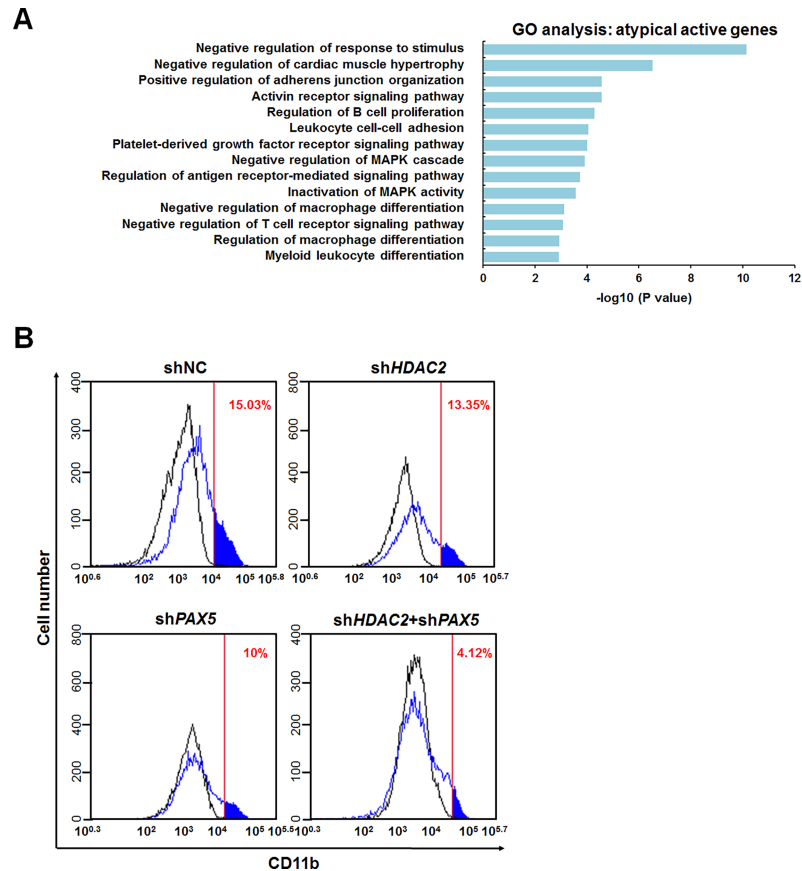 A
GO analysis: atypical active genes
Negative regulation of response to stimulus
Negative regulation of cardiac muscle hypertrophy
Positive regulation of adherens junction organization
Activin receptor signaling pathway
Regulation of B cell proliferation
Leukocyte cell-cell adhesion
Platelet-derived growth factor receptor signaling pathway
Negative regulation of MAPK cascade
Regulation of antigen receptor-mediated signaling pathway
Inactivation of MAPK activity
Negative regulation of macrophage differentiation
Negative regulation of T cell receptor signaling pathway
Regulation of macrophage differentiation
Myeloid leukocyte differentiation
0 2 4 6 8 10 12
-log10 (P value)
B
shNC
400
300
200
100
0
15.03%
10^0.6 10^2 10^3 10^4 10^5 10^5.8
shHDAC2
800
600
400
200
0
13.35%
10^0.6 10^2 10^3 10^4 10^5 10^5.7
shPAX5
800
600
400
200
0
10%
10^0.3 10^2 10^3 10^4 10^5 10^5.5
shHDAC2+shPAX5
400
300
200
100
0
4.12%
10^0.3 10^2 10^3 10^4 10^5 10^5.7
Cell number
CD11b